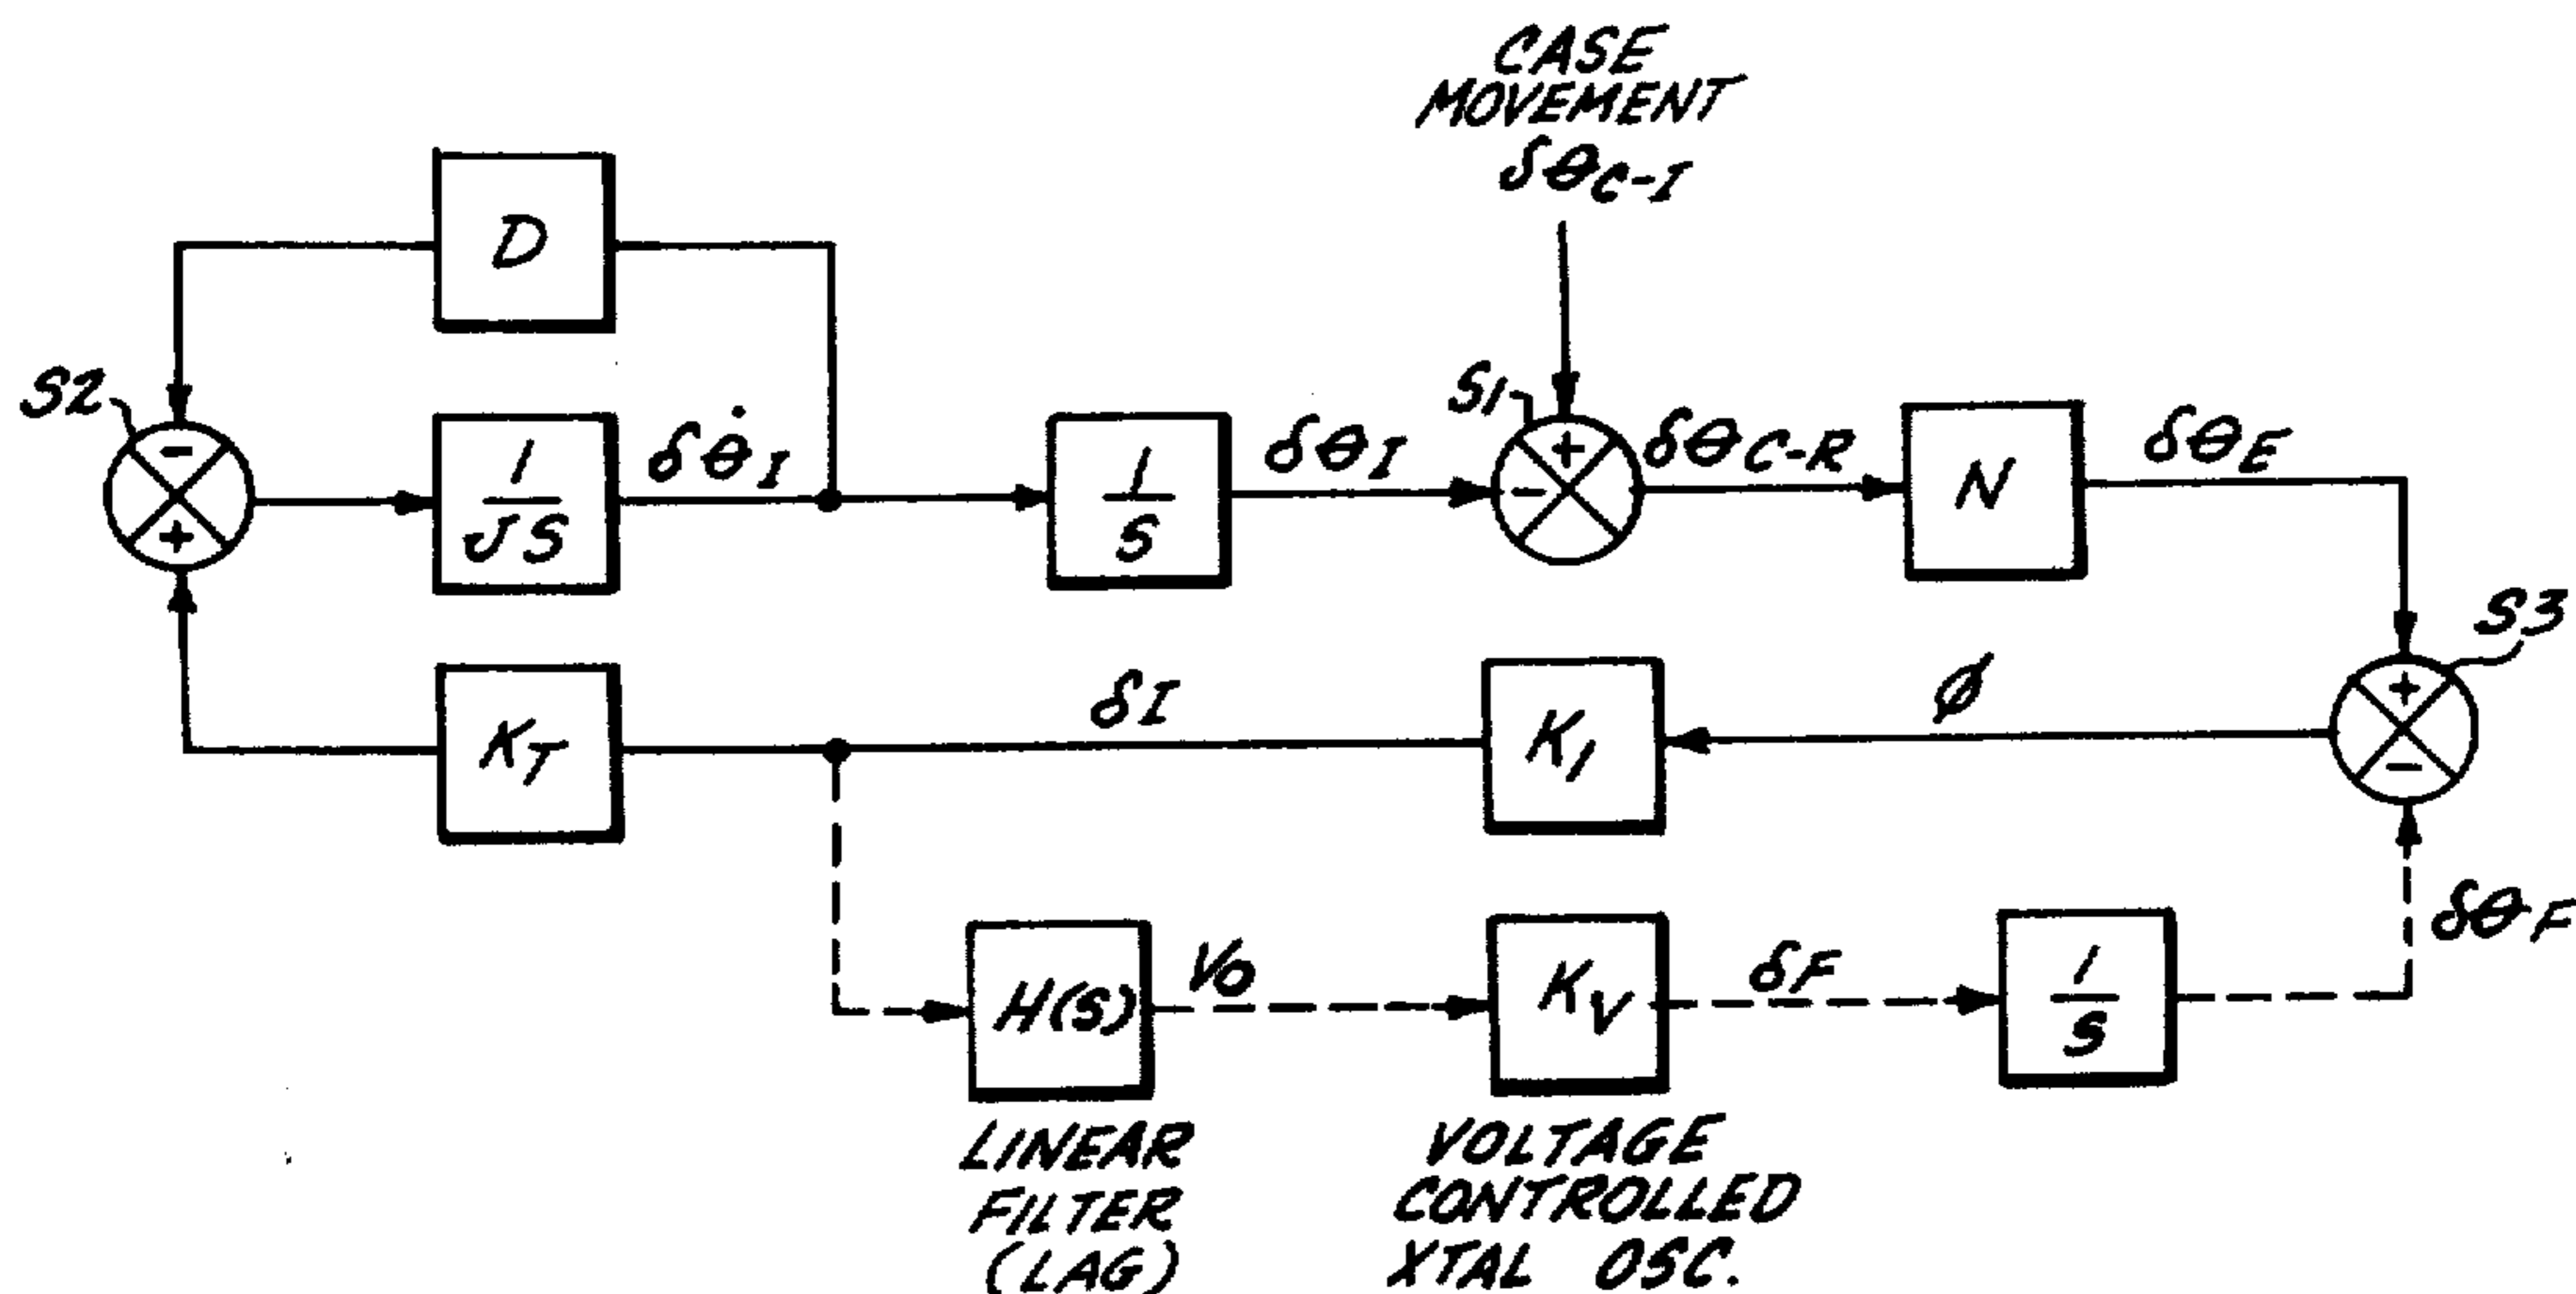 CASE
MOVEMENT
δθC-I
D
S2
-
+
1
JS
δθ̇I
1
S
δθI
S1
+
-
δθC-R
N
δθE
S3
+
-
KT
δI
K1
ø
δθF
H(S)
V0
KV
δF
1
S
LINEAR
FILTER
(LAG)
VOLTAGE
CONTROLLED
XTAL OSC.